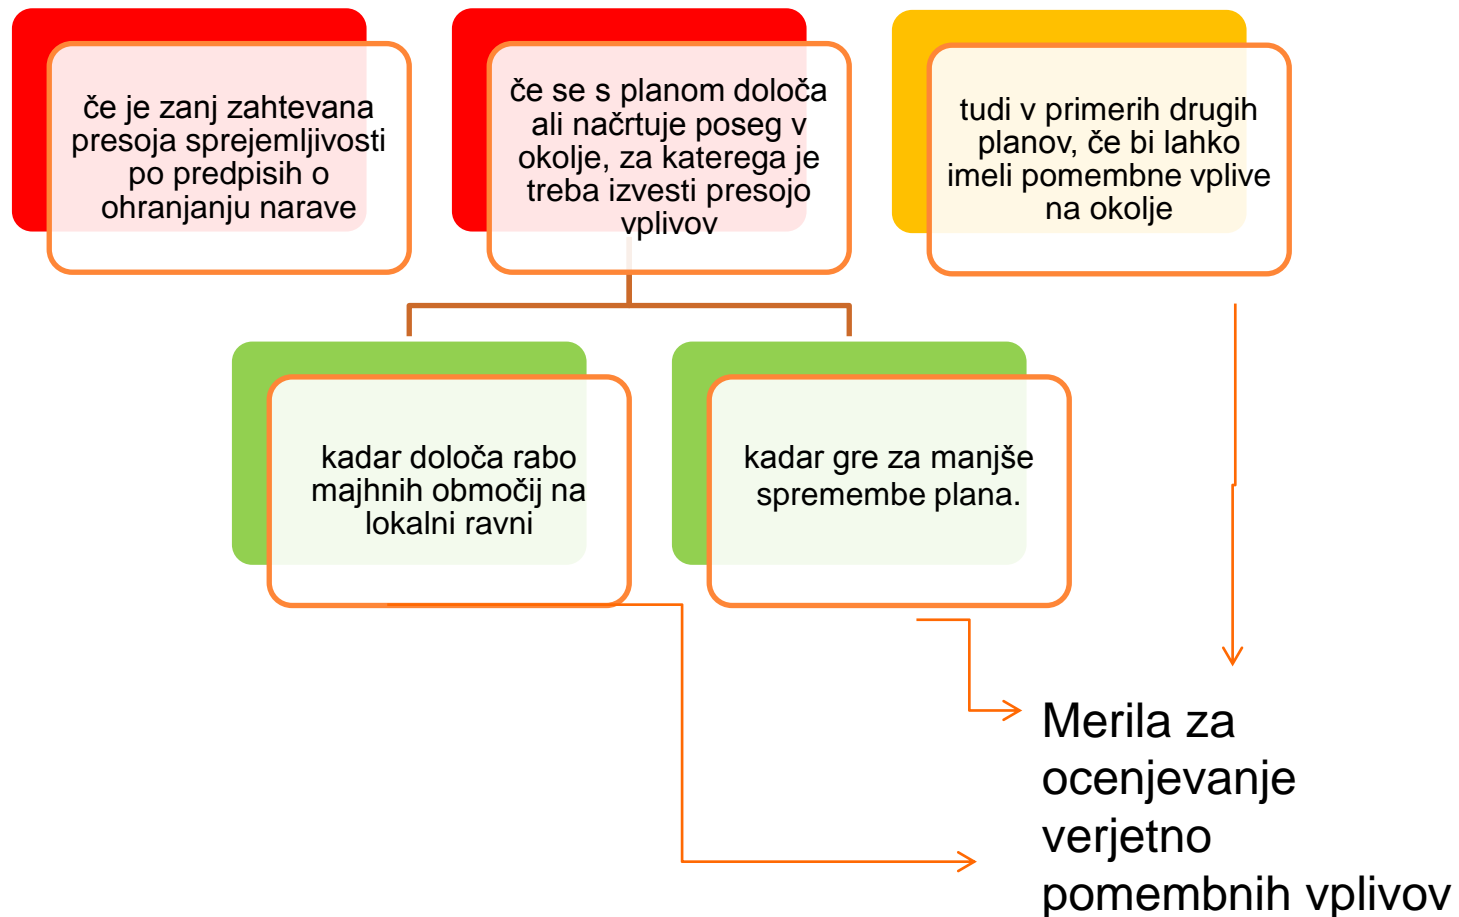 če je zanj zahtevana
presoja sprejemljivosti
po predpisih o
ohranjanju narave
če se s planom določa
ali načrtuje poseg v
okolje, za katerega je
treba izvesti presojo
vplivov
tudi v primerih drugih
planov, če bi lahko
imeli pomembne vplive
na okolje
kadar določa rabo
majhnih območij na
lokalni ravni
kadar gre za manjše
spremembe plana.
Merila za
ocenjevanje
verjetno
pomembnih vplivov